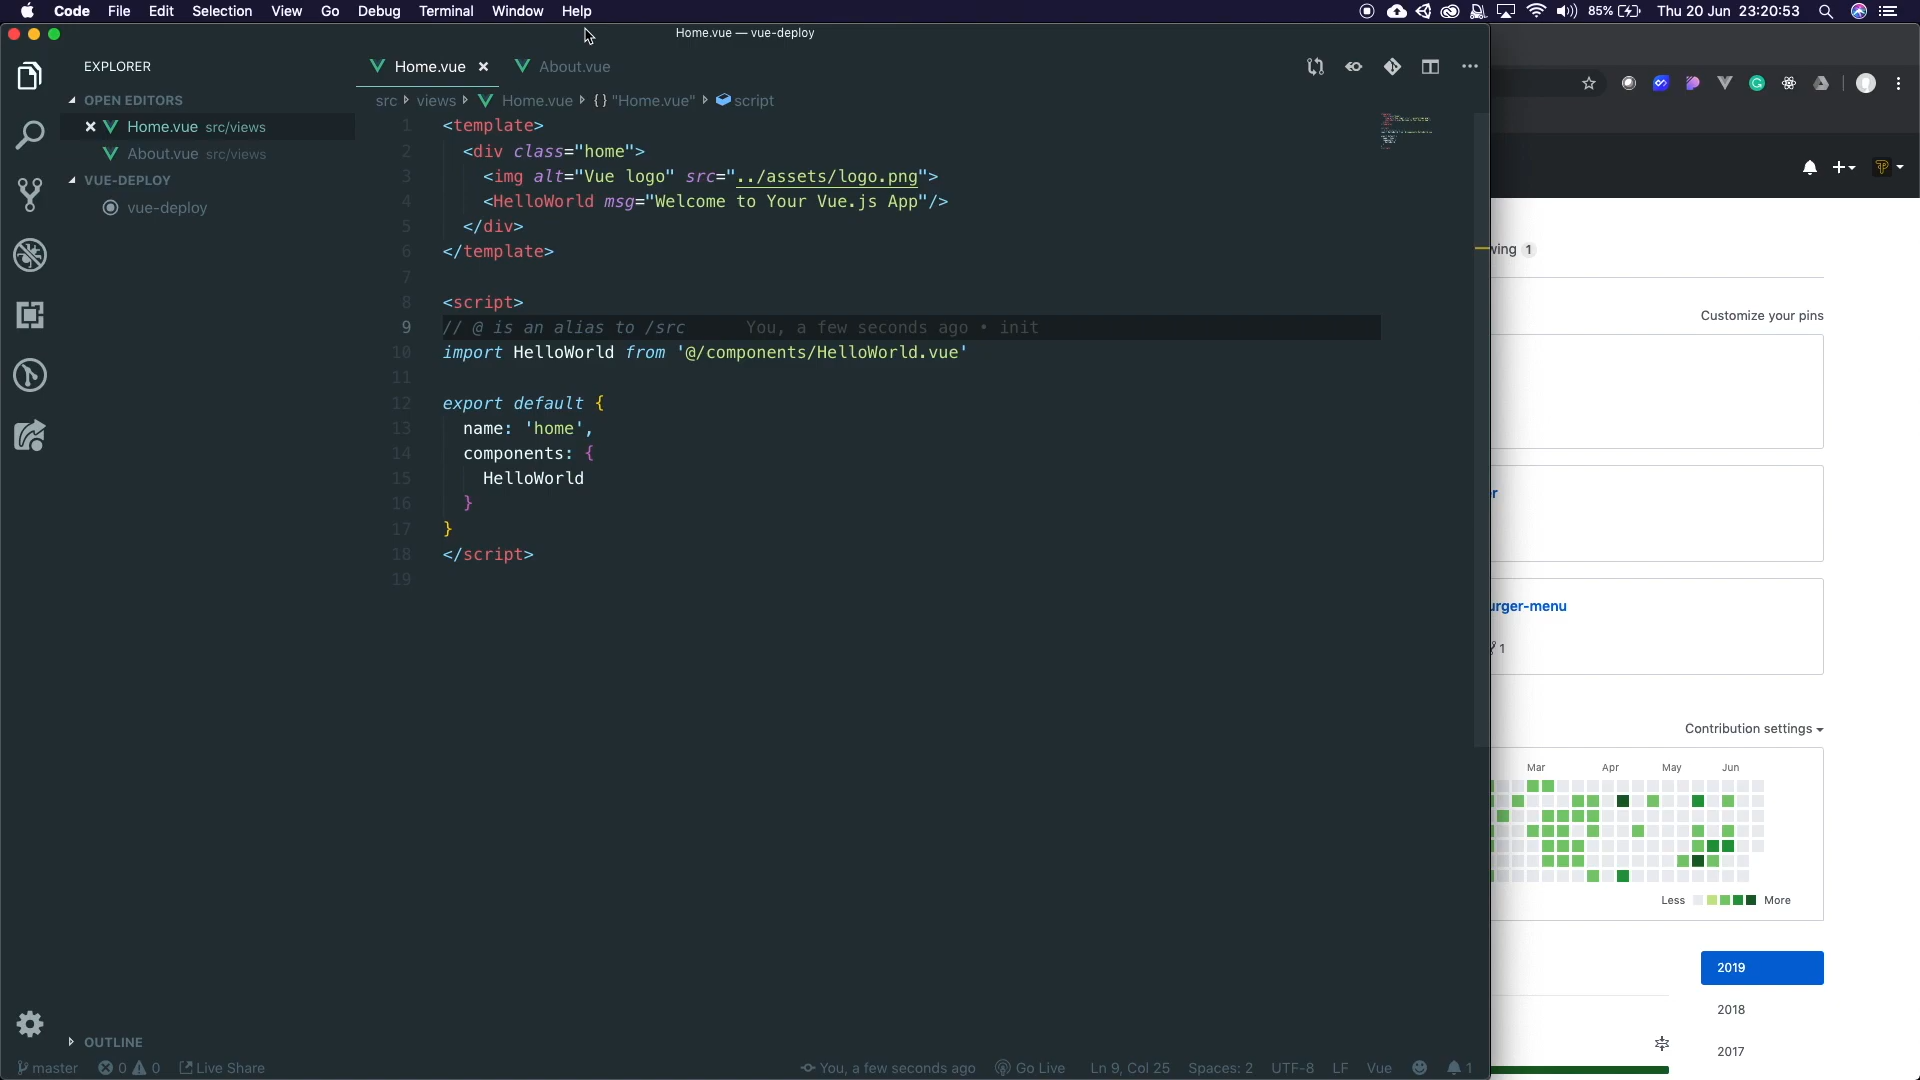 Code File Edit Selection View Go Debug Terminal Window Help
85% Thu 20 Jun 23:20:53
Home.vue — vue-deploy
EXPLORER
OPEN EDITORS
Home.vue src/views
About.vue src/views
VUE-DEPLOY
vue-deploy
OUTLINE
Home.vue About.vue
src views Home.vue {} "Home.vue" script
1 <template>
2 <div class="home">
3 <img alt="Vue logo" src="../assets/logo.png">
4 <HelloWorld msg="Welcome to Your Vue.js App"/>
5 </div>
6 </template>
7
8 <script>
9 // @ is an alias to /src You, a few seconds ago • init
10 import HelloWorld from '@/components/HelloWorld.vue'
11
12 export default {
13 name: 'home',
14 components: {
15 HelloWorld
16 }
17 }
18 </script>
19
master 0 0 Live Share You, a few seconds ago Go Live Ln 9, Col 25 Spaces: 2 UTF-8 LF Vue 1
wing 1
Customize your pins
r
urger-menu
1
Contribution settings
Mar Apr May Jun
Less More
2019
2018
2017